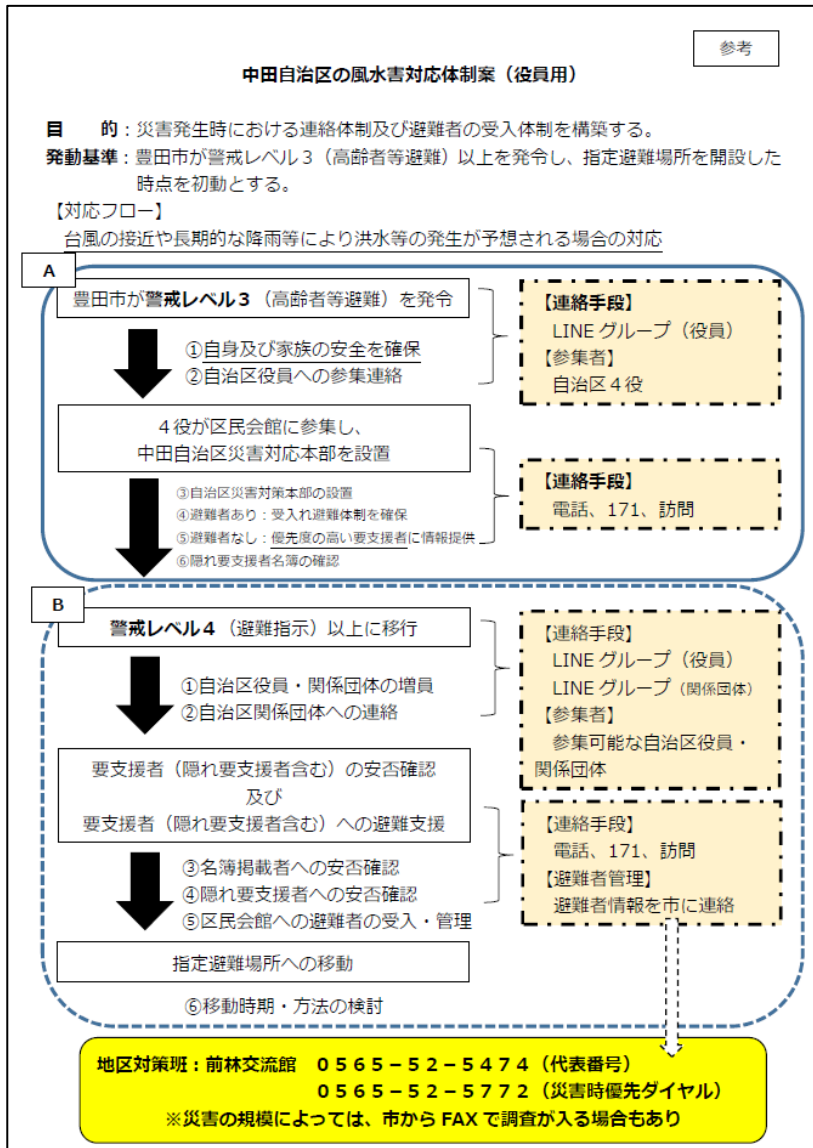 参考
中田自治区の風水害対応体制案（役員用）
目　　的：災害発生時における連絡体制及び避難者の受入体制を構築する。
発動基準：豊田市が警戒レベル３（高齢者等避難）以上を発令し、指定避難場所を開設した
時点を初動とする。
【対応フロー】
台風の接近や長期的な降雨等により洪水等の発生が予想される場合の対応
A
豊田市が警戒レベル３（高齢者等避難）を発令
①自身及び家族の安全を確保
②自治区役員への参集連絡
【連絡手段】
LINE グループ（役員）
【参集者】
自治区４役
４役が区民会館に参集し、
中田自治区災害対応本部を設置
③自治区災害対策本部の設置
④避難者あり：受入れ避難体制を確保
⑤避難者なし：優先度の高い要支援者に情報提供
⑥隠れ要支援者名簿の確認
【連絡手段】
電話、171、訪問
B
警戒レベル４（避難指示）以上に移行
①自治区役員・関係団体の増員
②自治区関係団体への連絡
【連絡手段】
LINE グループ（役員）
LINE グループ（関係団体）
【参集者】
参集可能な自治区役員・
関係団体
要支援者（隠れ要支援者含む）の安否確認
及び
要支援者（隠れ要支援者含む）への避難支援
③名簿掲載者への安否確認
④隠れ要支援者への安否確認
⑤区民会館への避難者の受入・管理
【連絡手段】
電話、171、訪問
【避難者管理】
避難者情報を市に連絡
指定避難場所への移動
⑥移動時期・方法の検討
地区対策班：前林交流館　０５６５－５２－５４７４（代表番号）
０５６５－５２－５７７２（災害時優先ダイヤル）
※災害の規模によっては、市から FAX で調査が入る場合もあり